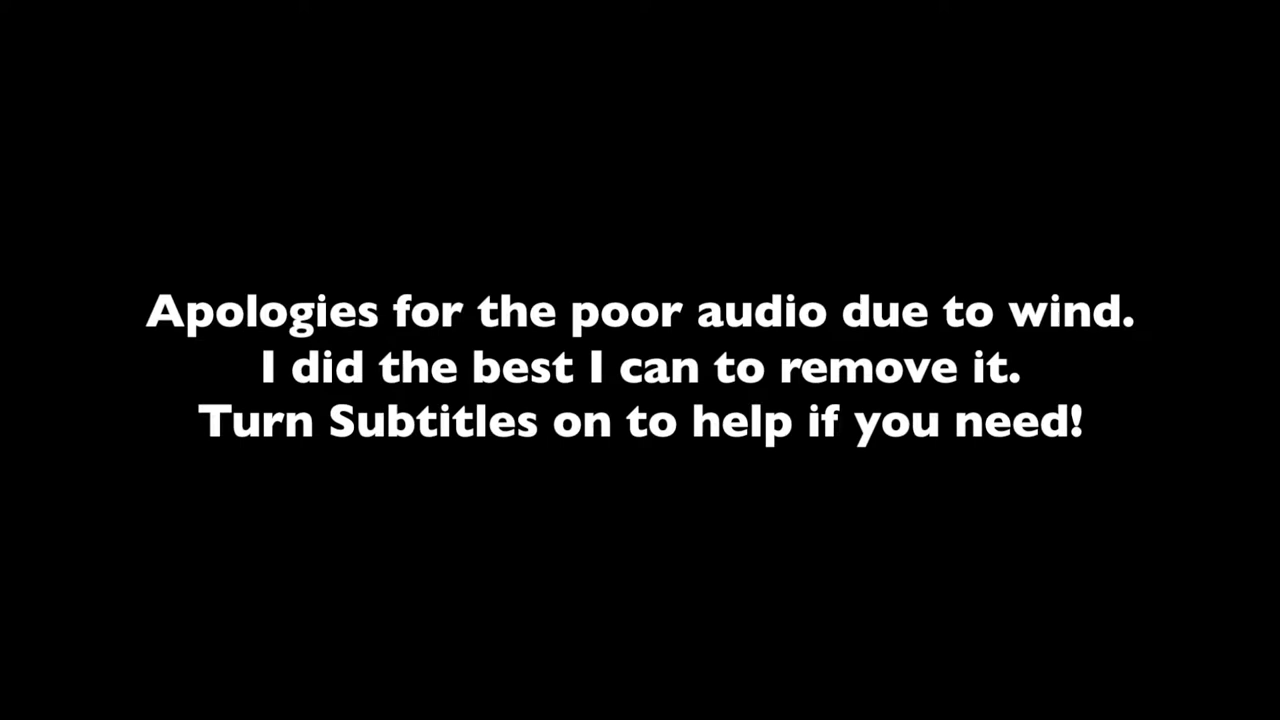 Apologies for the poor audio due to wind.
I did the best I can to remove it.
Turn Subtitles on to help if you need!